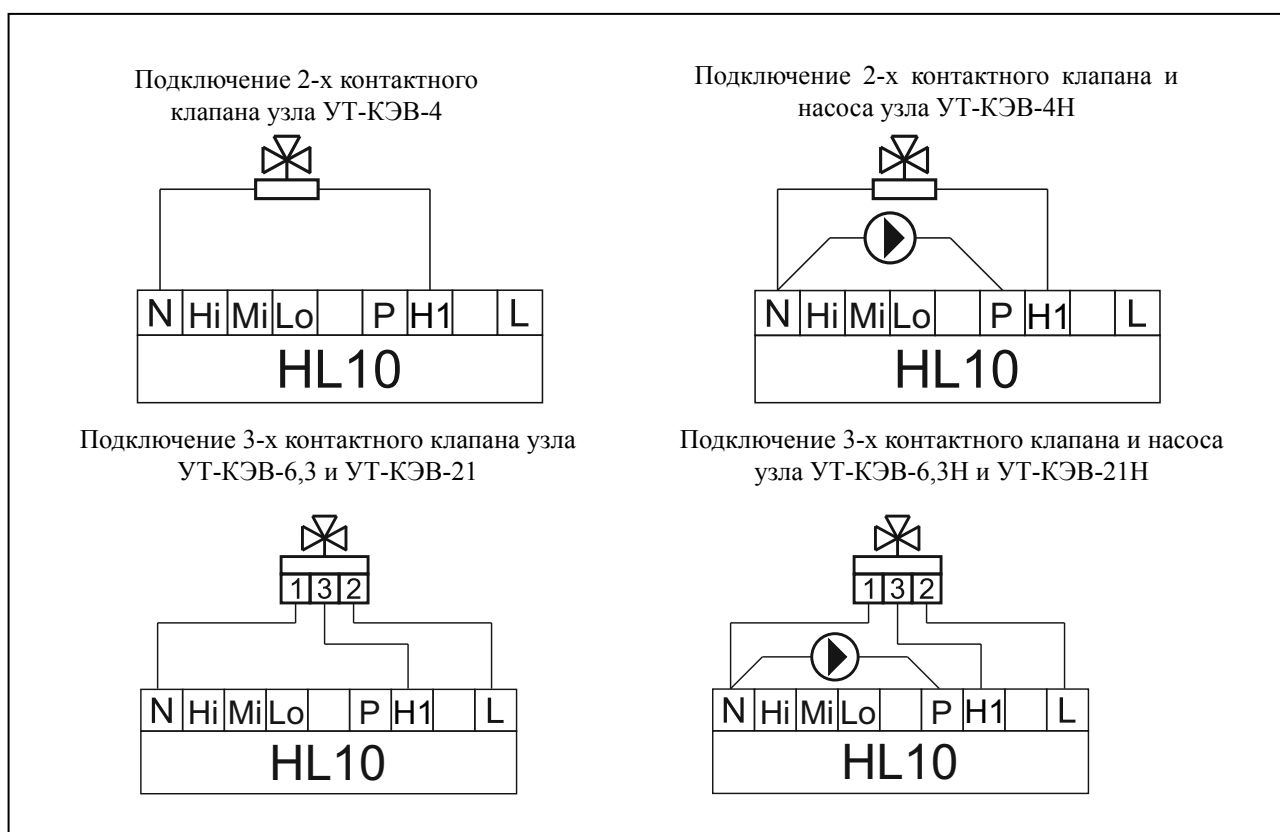 Подключение 2-х контактного
клапана узла УТ-КЭВ-4
N Hi Mi Lo P H1 L
HL10
Подключение 2-х контактного клапана и
насоса узла УТ-КЭВ-4Н
N Hi Mi Lo P H1 L
HL10
Подключение 3-х контактного клапана узла
УТ-КЭВ-6,3 и УТ-КЭВ-21
1 3 2
N Hi Mi Lo P H1 L
HL10
Подключение 3-х контактного клапана и насоса
узла УТ-КЭВ-6,3Н и УТ-КЭВ-21Н
1 3 2
N Hi Mi Lo P H1 L
HL10